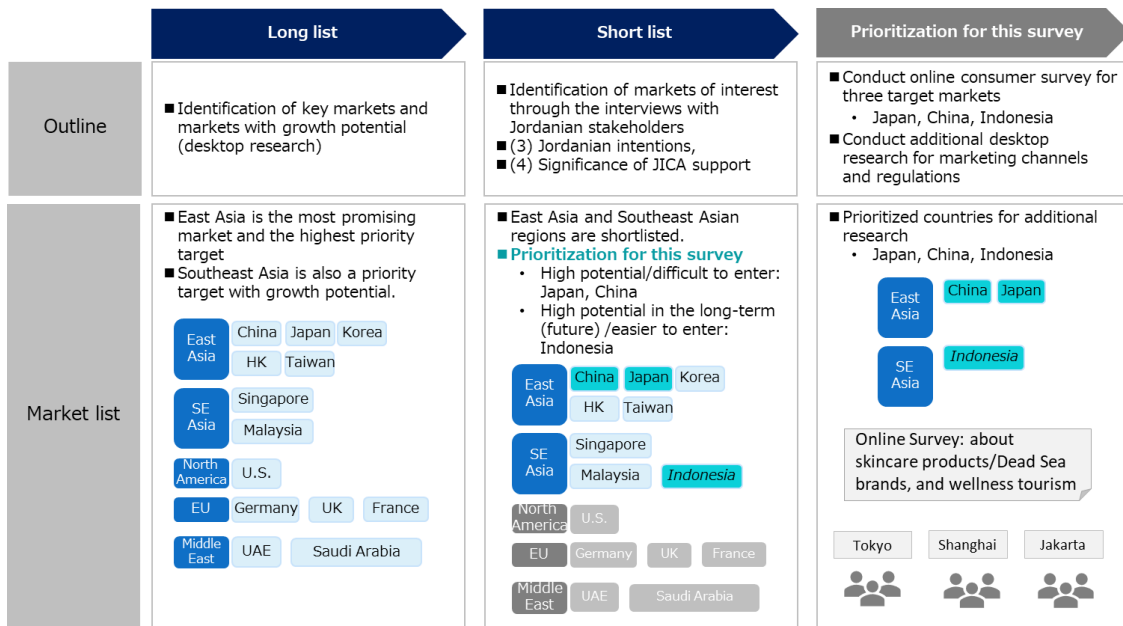 Long list
Short list
Prioritization for this survey
Outline
■ Identification of key markets and
markets with growth potential
(desktop research)
■ Identification of markets of interest
through the interviews with
Jordanian stakeholders
■ (3) Jordanian intentions,
■ (4) Significance of JICA support
■ Conduct online consumer survey for
three target markets
• Japan, China, Indonesia
■ Conduct additional desktop
research for marketing channels
and regulations
Market list
■ East Asia is the most promising
market and the highest priority
target
■ Southeast Asia is also a priority
target with growth potential.
East
Asia
China
Japan
Korea
HK
Taiwan
SE
Asia
Singapore
Malaysia
North
America
U.S.
EU
Germany
UK
France
Middle
East
UAE
Saudi Arabia
■ East Asia and Southeast Asian
regions are shortlisted.
■ Prioritization for this survey
• High potential/difficult to enter:
Japan, China
• High potential in the long-term
(future) /easier to enter:
Indonesia
East
Asia
China
Japan
Korea
HK
Taiwan
SE
Asia
Singapore
Malaysia
Indonesia
North
America
U.S.
EU
Germany
UK
France
Middle
East
UAE
Saudi Arabia
■ Prioritized countries for additional
research
• Japan, China, Indonesia
East
Asia
China
Japan
SE
Asia
Indonesia
Online Survey: about
skincare products/Dead Sea
brands, and wellness tourism
Tokyo
Shanghai
Jakarta